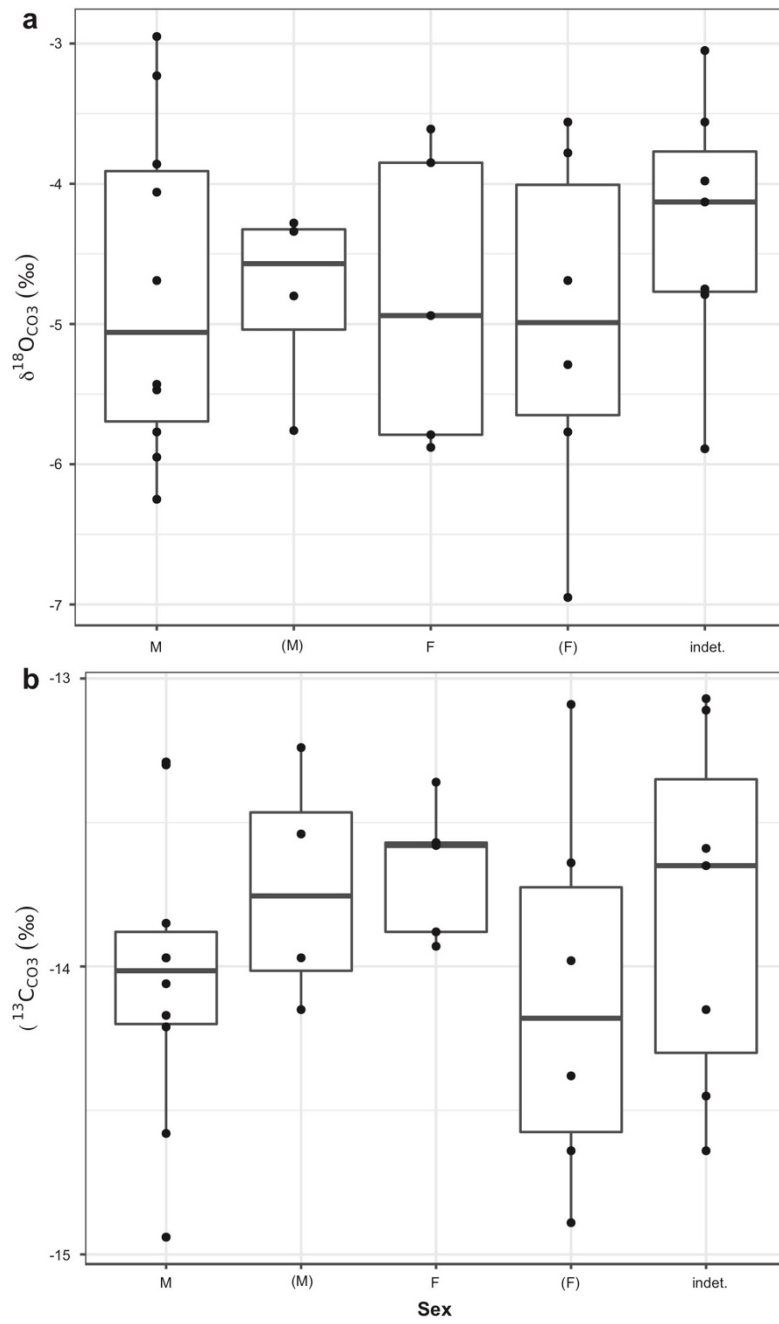 a
-3
-4
δ18OCO3 (‰)
-5
-6
-7
M (M) F (F) indet.
b
-13
(13CCO3 (‰)
-14
-15
M (M) F (F) indet.
Sex